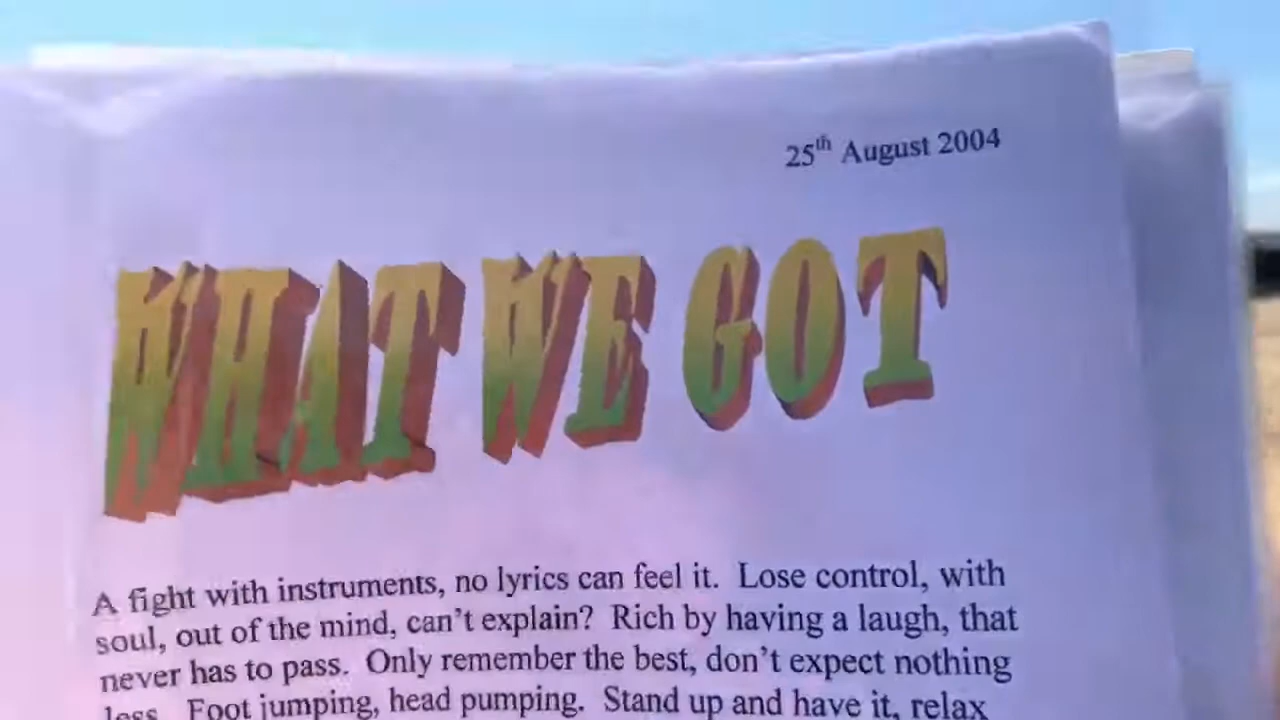 25th August 2004
WHAT WE GOT
A fight with instruments, no lyrics can feel it. Lose control, with
soul, out of the mind, can't explain? Rich by having a laugh, that
never has to pass. Only remember the best, don't expect nothing
less. Foot jumping, head pumping. Stand up and have it, relax